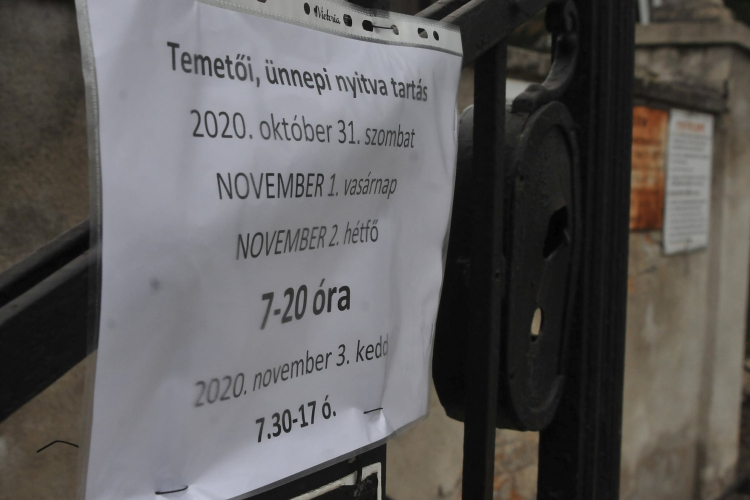 Victoria
Temetői, ünnepi nyitva tartás
2020. október 31. szombat
NOVEMBER 1. vasárnap
NOVEMBER 2. hétfő
7-20 óra
2020. november 3. kedd
7.30-17 ó.